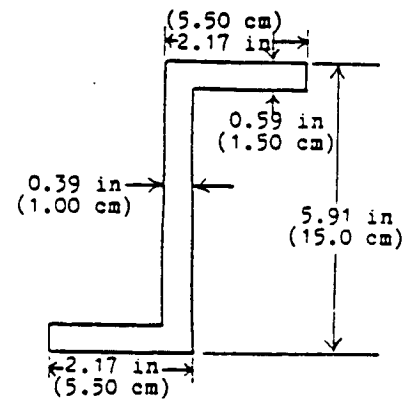 (5.50 cm)
2.17 in
0.59 in
(1.50 cm)
0.39 in
(1.00 cm)
5.91 in
(15.0 cm)
2.17 in
(5.50 cm)